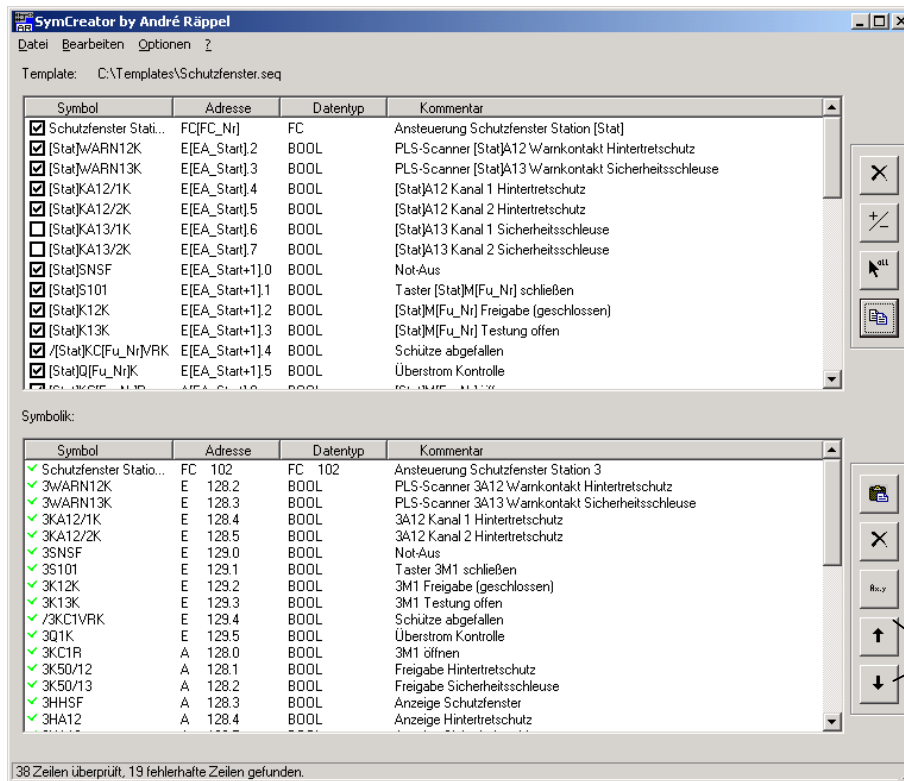 SymCreator by André Räppel
Datei Bearbeiten Optionen ?
Template: C:\Templates\Schutzfenster.seq
Symbol Adresse Datentyp Kommentar
Schutzfenster Stati... FC[FC_Nr] FC Ansteuerung Schutzfenster Station [Stat]
[Stat]WARN12K E[EA_Start].2 BOOL PLS-Scanner [Stat]A12 Warnkontakt Hintertretschutz
[Stat]WARN13K E[EA_Start].3 BOOL PLS-Scanner [Stat]A13 Warnkontakt Sicherheitsschleuse
[Stat]KA12/1K E[EA_Start].4 BOOL [Stat]A12 Kanal 1 Hintertretschutz
[Stat]KA12/2K E[EA_Start].5 BOOL [Stat]A12 Kanal 2 Hintertretschutz
[Stat]KA13/1K E[EA_Start].6 BOOL [Stat]A13 Kanal 1 Sicherheitsschleuse
[Stat]KA13/2K E[EA_Start].7 BOOL [Stat]A13 Kanal 2 Sicherheitsschleuse
[Stat]SNSF E[EA_Start+1].0 BOOL Not-Aus
[Stat]S101 E[EA_Start+1].1 BOOL Taster [Stat]M[Fu_Nr] schließen
[Stat]K12K E[EA_Start+1].2 BOOL [Stat]M[Fu_Nr] Freigabe (geschlossen)
[Stat]K13K E[EA_Start+1].3 BOOL [Stat]M[Fu_Nr] Testung offen
/[Stat]KC[Fu_Nr]VRK E[EA_Start+1].4 BOOL Schütze abgefallen
[Stat]Q[Fu_Nr]K E[EA_Start+1].5 BOOL Überstrom Kontrolle
all
Symbolik:
Symbol Adresse Datentyp Kommentar
Schutzfenster Statio... FC 102 FC 102 Ansteuerung Schutzfenster Station 3
3WARN12K E 128.2 BOOL PLS-Scanner 3A12 Warnkontakt Hintertretschutz
3WARN13K E 128.3 BOOL PLS-Scanner 3A13 Warnkontakt Sicherheitsschleuse
3KA12/1K E 128.4 BOOL 3A12 Kanal 1 Hintertretschutz
3KA12/2K E 128.5 BOOL 3A12 Kanal 2 Hintertretschutz
3SNSF E 129.0 BOOL Not-Aus
3S101 E 129.1 BOOL Taster 3M1 schließen
3K12K E 129.2 BOOL 3M1 Freigabe (geschlossen)
3K13K E 129.3 BOOL 3M1 Testung offen
/3KC1VRK E 129.4 BOOL Schütze abgefallen
3Q1K E 129.5 BOOL Überstrom Kontrolle
3KC1R A 128.0 BOOL 3M1 öffnen
3K50/12 A 128.1 BOOL Freigabe Hintertretschutz
3K50/13 A 128.2 BOOL Freigabe Sicherheitsschleuse
3HHSF A 128.3 BOOL Anzeige Schutzfenster
3HA12 A 128.4 BOOL Anzeige Hintertretschutz
Ax.y
38 Zeilen überprüft, 19 fehlerhafte Zeilen gefunden.